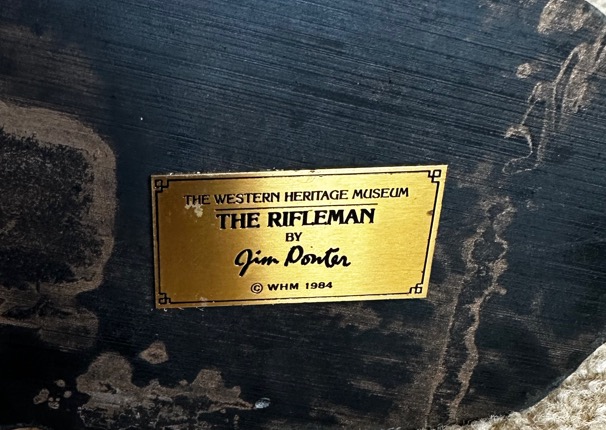 THE WESTERN HERITAGE MUSEUM
THE RIFLEMAN
BY
Jim Ponter
© WHM 1984